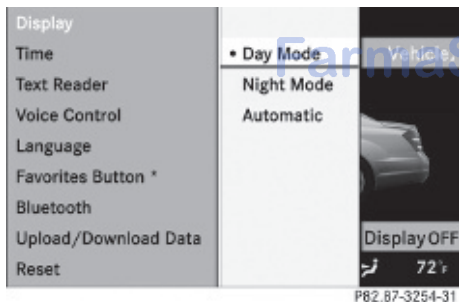 Display
Time
Text Reader
Voice Control
Language
Favorites Button *
Bluetooth
Upload/Download Data
Reset
• Day Mode
Night Mode
Automatic
Vehicle
Display OFF
72°F
P82.87-3254-31